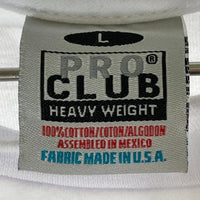 L
PRO®
CLUB
HEAVY WEIGHT
100%COTTON/COTON/ALGODON
ASSEMBLED IN MEXICO
FABRIC MADE IN U.S.A.